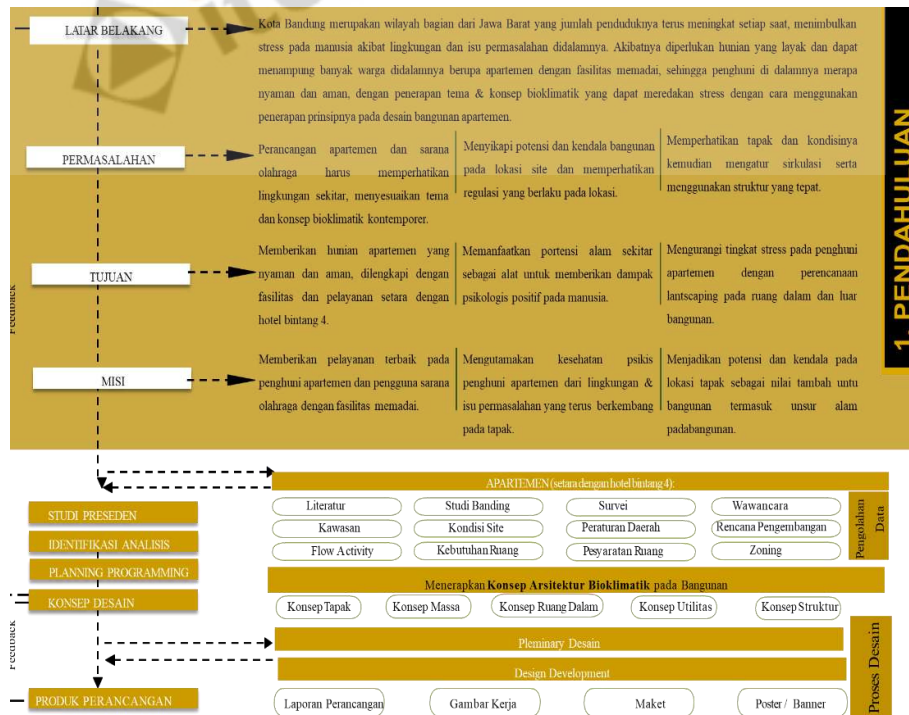 LATAR BELAKANG
Kota Bandung merupakan wilayah bagian dari Jawa Barat yang jumlah penduduknya terus meningkat setiap saat, menimbulkan
stress pada manusia akibat lingkungan dan isu permasalahan didalamnya. Akibatuya diperlukan hunian yang layak dan dapat
menampung banyak warga didalamnya berupa apartemen dengan fasilitas memadai, sehingga penghuni di dalamnya merapa
nyaman dan aman, dengan penerapan tema & konsep bioklimatik yang dapat meredakan stress dengan cara menggunakan
penerapan prinsipnya pada desain bangunan apartemen.
PERMASALAHAN
Perancangan apartemen dan sarana
olahraga harus memperhatikan
lingkungan sekitar, menyesuaikan tema
dan konsep bioklimatik kontemporer.
Menyikapi potensi dan kendala bangunan
pada lokasi site dan memperhatikan
regulasi yang berlaku pada lokasi.
Memperhatikan tapak dan kondisinya
kemudian mengatur sirkulasi serta
menggunakan struktur yang tepat.
TUJUAN
Memberikan hunian apartemen yang
nyaman dan aman, dilengkapi dengan
fasilitas dan pelayanan setara dengan
hotel bintang 4.
Memanfaatkan portensi alam sekitar
sebagai alat untuk memberikan dampak
psikologis positif pada manusia.
Mengurangi tingkat stress pada penghuni
apartemen dengan perencanaan
lantscaping pada ruang dalam dan luar
bangunan.
MISI
Memberikan pelayanan terbaik pada
penghuni apartemen dan pengguna sarana
olahraga dengan fasilitas memadai.
Mengutamakan kesehatan psikis
penghuni apartemen dari lingkungan &
isu permasalahan yang terus berkembang
pada tapak.
Menjadikan potensi dan kendala pada
lokasi tapak sebagai nilai tambah untu
bangunan termasuk unsur alam
padabangunan.
1. PENDAHULUAN
Feedback
APARTEMEN (setara dengan hotel bintang 4):
Literatur
Studi Banding
Survei
Wawancara
Kawasan
Kondisi Site
Peraturan Daerah
Rencana Pengembangan
Flow Activity
Kebutuhan Ruang
Pesyaratan Ruang
Zoning
Pengolahan
Data
STUDI PRESEDEN
IDENTIFIKASI ANALISIS
PLANNING PROGRAMMING
KONSEP DESAIN
Menerapkan Konsep Arsitektur Bioklimatik pada Bangunan
Konsep Tapak
Konsep Massa
Konsep Ruang Dalam
Konsep Utilitas
Konsep Struktur
Feedback
Pleminary Desain
Design Development
Proses Desain
PRODUK PERANCANGAN
Laporan Perancangan
Gambar Kerja
Maket
Poster / Banner